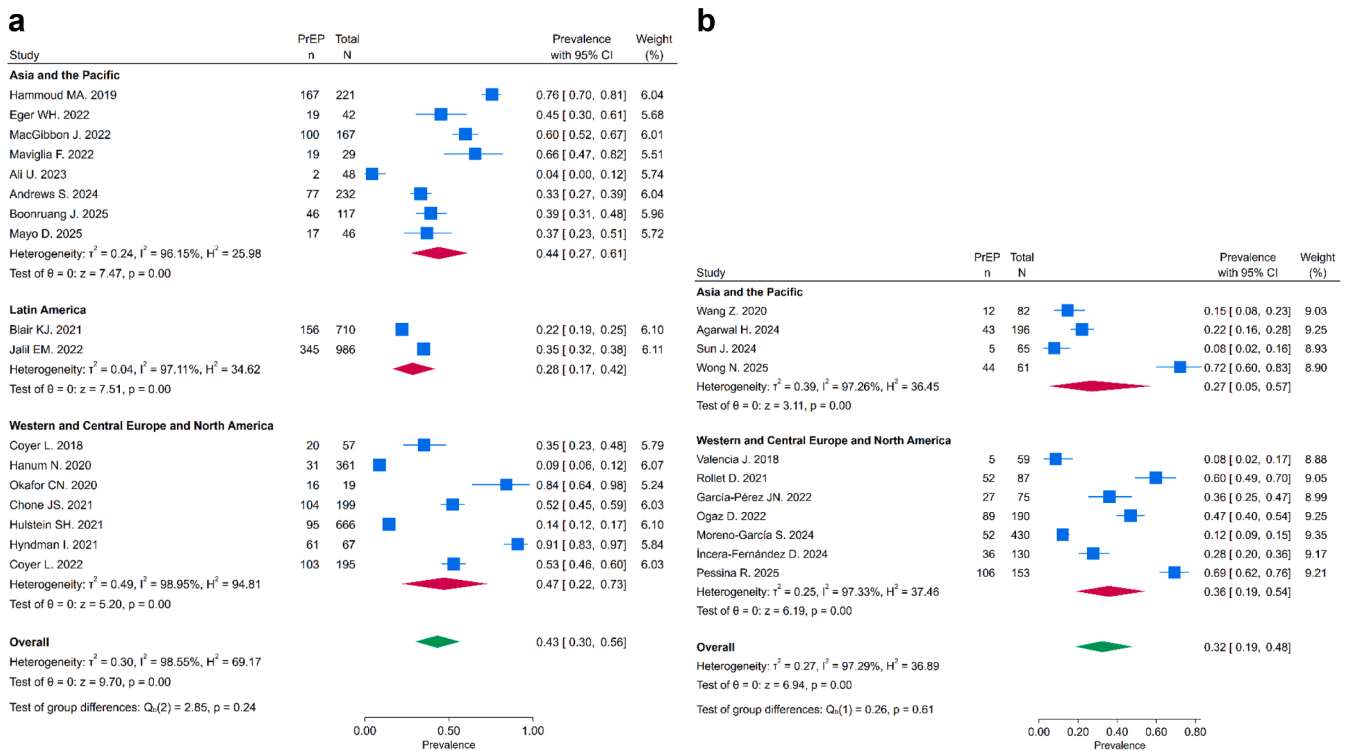 a
PrEP Total Prevalence Weight
Study n N with 95% CI (%)
Asia and the Pacific
Hammoud MA. 2019 167 221 0.76 [ 0.70, 0.81] 6.04
Eger WH. 2022 19 42 0.45 [ 0.30, 0.61] 5.68
MacGibbon J. 2022 100 167 0.60 [ 0.52, 0.67] 6.01
Maviglia F. 2022 19 29 0.66 [ 0.47, 0.82] 5.51
Ali U. 2023 2 48 0.04 [ 0.00, 0.12] 5.74
Andrews S. 2024 77 232 0.33 [ 0.27, 0.39] 6.04
Boonruang J. 2025 46 117 0.39 [ 0.31, 0.48] 5.96
Mayo D. 2025 17 46 0.37 [ 0.23, 0.51] 5.72
Heterogeneity: τ² = 0.24, I² = 96.15%, H² = 25.98 0.44 [ 0.27, 0.61]
Test of θ = 0: z = 7.47, p = 0.00
Latin America
Blair KJ. 2021 156 710 0.22 [ 0.19, 0.25] 6.10
Jalil EM. 2022 345 986 0.35 [ 0.32, 0.38] 6.11
Heterogeneity: τ² = 0.04, I² = 97.11%, H² = 34.62 0.28 [ 0.17, 0.42]
Test of θ = 0: z = 7.51, p = 0.00
Western and Central Europe and North America
Coyer L. 2018 20 57 0.35 [ 0.23, 0.48] 5.79
Hanum N. 2020 31 361 0.09 [ 0.06, 0.12] 6.07
Okafor CN. 2020 16 19 0.84 [ 0.64, 0.98] 5.24
Chone JS. 2021 104 199 0.52 [ 0.45, 0.59] 6.03
Hulstein SH. 2021 95 666 0.14 [ 0.12, 0.17] 6.10
Hyndman I. 2021 61 67 0.91 [ 0.83, 0.97] 5.84
Coyer L. 2022 103 195 0.53 [ 0.46, 0.60] 6.03
Heterogeneity: τ² = 0.49, I² = 98.95%, H² = 94.81 0.47 [ 0.22, 0.73]
Test of θ = 0: z = 5.20, p = 0.00
Overall 0.43 [ 0.30, 0.56]
Heterogeneity: τ² = 0.30, I² = 98.55%, H² = 69.17
Test of θ = 0: z = 9.70, p = 0.00
Test of group differences: Q_b(2) = 2.85, p = 0.24
0.00 0.50 1.00
Prevalence
b
PrEP Total Prevalence Weight
Study n N with 95% CI (%)
Asia and the Pacific
Wang Z. 2020 12 82 0.15 [ 0.08, 0.23] 9.03
Agarwal H. 2024 43 196 0.22 [ 0.16, 0.28] 9.25
Sun J. 2024 5 65 0.08 [ 0.02, 0.16] 8.93
Wong N. 2025 44 61 0.72 [ 0.60, 0.83] 8.90
Heterogeneity: τ² = 0.39, I² = 97.26%, H² = 36.45 0.27 [ 0.05, 0.57]
Test of θ = 0: z = 3.11, p = 0.00
Western and Central Europe and North America
Valencia J. 2018 5 59 0.08 [ 0.02, 0.17] 8.88
Rollet D. 2021 52 87 0.60 [ 0.49, 0.70] 9.05
García-Pérez JN. 2022 27 75 0.36 [ 0.25, 0.47] 8.99
Ogaz D. 2022 89 190 0.47 [ 0.40, 0.54] 9.25
Moreno-García S. 2024 52 430 0.12 [ 0.09, 0.15] 9.35
Íncera-Fernández D. 2024 36 130 0.28 [ 0.20, 0.36] 9.17
Pessina R. 2025 106 153 0.69 [ 0.62, 0.76] 9.21
Heterogeneity: τ² = 0.25, I² = 97.33%, H² = 37.46 0.36 [ 0.19, 0.54]
Test of θ = 0: z = 6.19, p = 0.00
Overall 0.32 [ 0.19, 0.48]
Heterogeneity: τ² = 0.27, I² = 97.29%, H² = 36.89
Test of θ = 0: z = 6.94, p = 0.00
Test of group differences: Q_b(1) = 0.26, p = 0.61
0.00 0.20 0.40 0.60 0.80
Prevalence